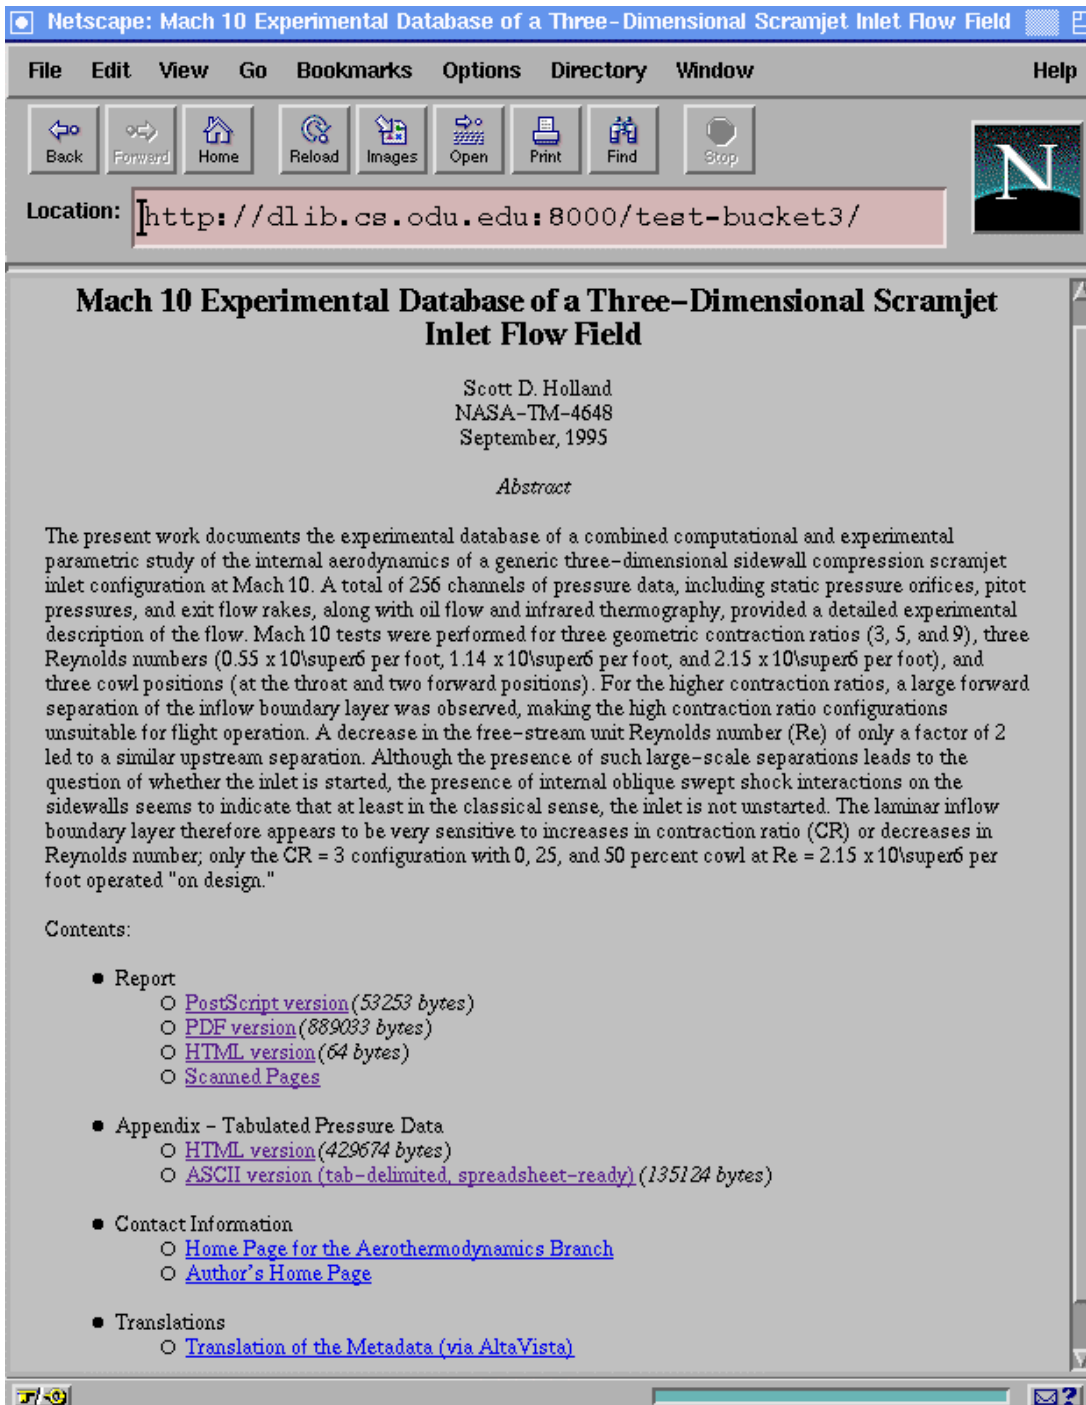 Netscape: Mach 10 Experimental Database of a Three-Dimensional Scramjet Inlet Flow Field
File Edit View Go Bookmarks Options Directory Window Help
Back Forward Home Reload Images Open Print Find Stop
N
Location: http://dlib.cs.odu.edu:8000/test-bucket3/
Mach 10 Experimental Database of a Three-Dimensional Scramjet
Inlet Flow Field
Scott D. Holland
NASA-TM-4648
September, 1995
Abstract
The present work documents the experimental database of a combined computational and experimental
parametric study of the internal aerodynamics of a generic three-dimensional sidewall compression scramjet
inlet configuration at Mach 10. A total of 256 channels of pressure data, including static pressure orifices, pitot
pressures, and exit flow rakes, along with oil flow and infrared thermography, provided a detailed experimental
description of the flow. Mach 10 tests were performed for three geometric contraction ratios (3, 5, and 9), three
Reynolds numbers (0.55 x 10\super6 per foot, 1.14 x 10\super6 per foot, and 2.15 x 10\super6 per foot), and
three cowl positions (at the throat and two forward positions). For the higher contraction ratios, a large forward
separation of the inflow boundary layer was observed, making the high contraction ratio configurations
unsuitable for flight operation. A decrease in the free-stream unit Reynolds number (Re) of only a factor of 2
led to a similar upstream separation. Although the presence of such large-scale separations leads to the
question of whether the inlet is started, the presence of internal oblique swept shock interactions on the
sidewalls seems to indicate that at least in the classical sense, the inlet is not unstarted. The laminar inflow
boundary layer therefore appears to be very sensitive to increases in contraction ratio (CR) or decreases in
Reynolds number; only the CR = 3 configuration with 0, 25, and 50 percent cowl at Re = 2.15 x 10\super6 per
foot operated "on design."
Contents:
Report
PostScript version (53253 bytes)
PDF version (889033 bytes)
HTML version (64 bytes)
Scanned Pages
Appendix - Tabulated Pressure Data
HTML version (429674 bytes)
ASCII version (tab-delimited, spreadsheet-ready) (135124 bytes)
Contact Information
Home Page for the Aerothermodynamics Branch
Author's Home Page
Translations
Translation of the Metadata (via AltaVista)
?